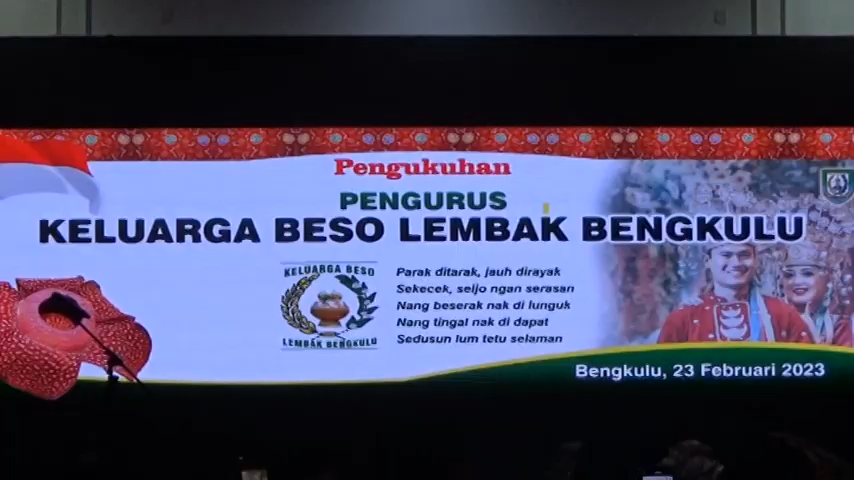 Pengukuhan
PENGURUS
KELUARGA BESO LEMBAK BENGKULU
KELUARGA BESO
LEMBAK BENGKULU
Parak ditarak, jauh dirayak
Sekecek, seijo ngan serasan
Nang beserak nak di lunguk
Nang tingal nak di dapat
Sedusun lum tetu selaman
Bengkulu, 23 Februari 2023